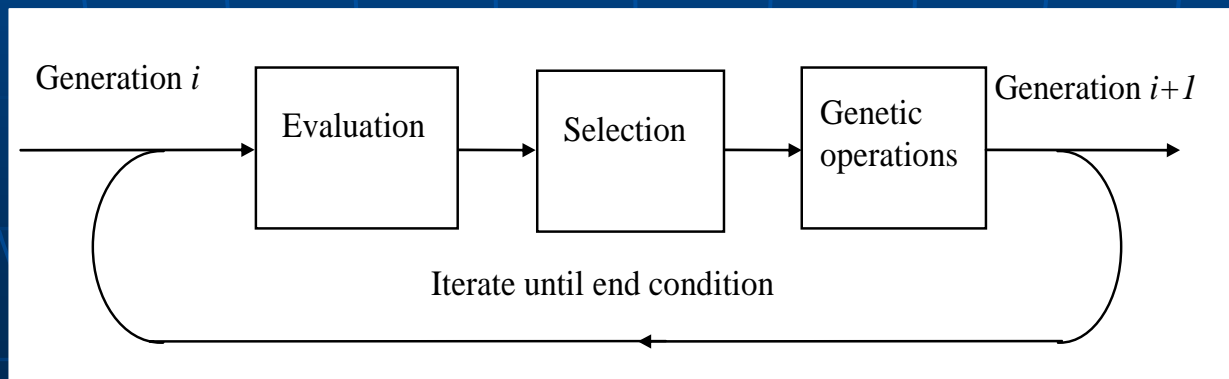 Generation i
Evaluation
Selection
Genetic
operations
Generation i+1
Iterate until end condition